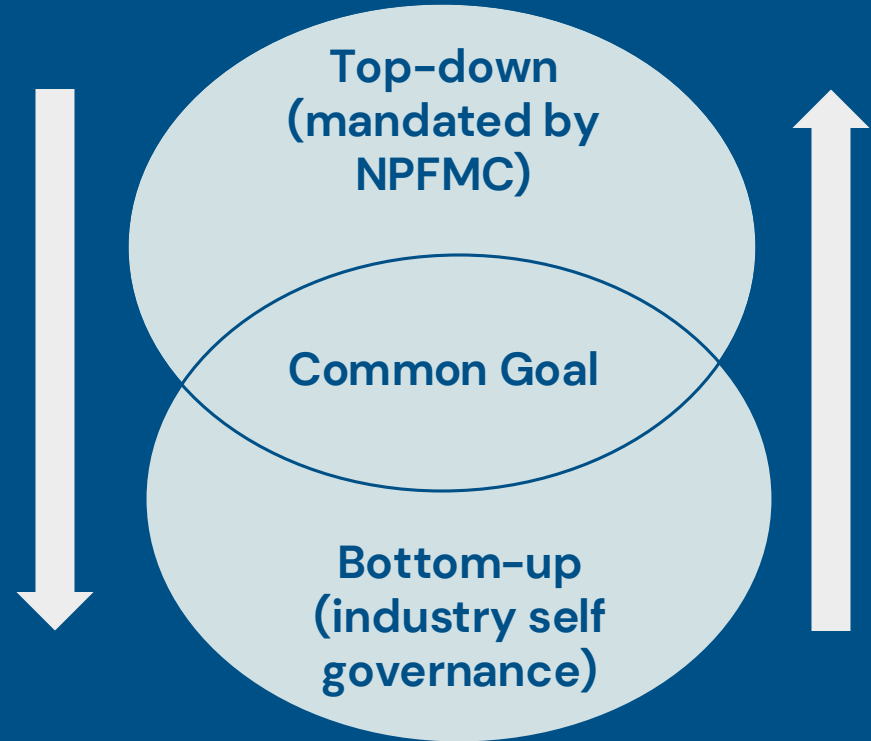 Top-down
(mandated by
NPFMC)
Common Goal
Bottom-up
(industry self
governance)